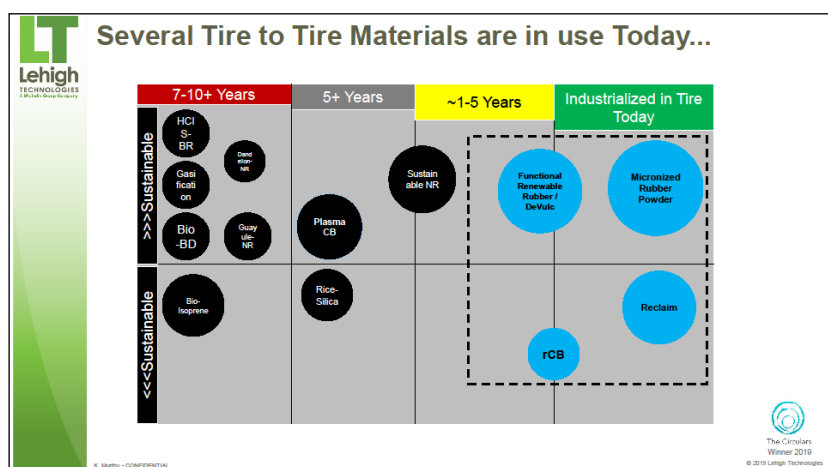 LT
Lehigh
TECHNOLOGIES
A Michelin Group Company
Several Tire to Tire Materials are in use Today...
7-10+ Years
5+ Years
~1-5 Years
Industrialized in Tire
Today
>>>Sustainable
<<<Sustainable
HCl
S-
BR
Dand
elion-
NR
Gasi
ficati
on
Bio
-BD
Guay
ule-
NR
Plasma
CB
Sustain
able NR
Functional
Renewable
Rubber /
DeVulc
Micronized
Rubber
Powder
Bio-
Isoprene
Rice-
Silica
rCB
Reclaim
K. Murthy - CONFIDENTIAL
The Circulars
Winner 2019
© 2019 Lehigh Technologies